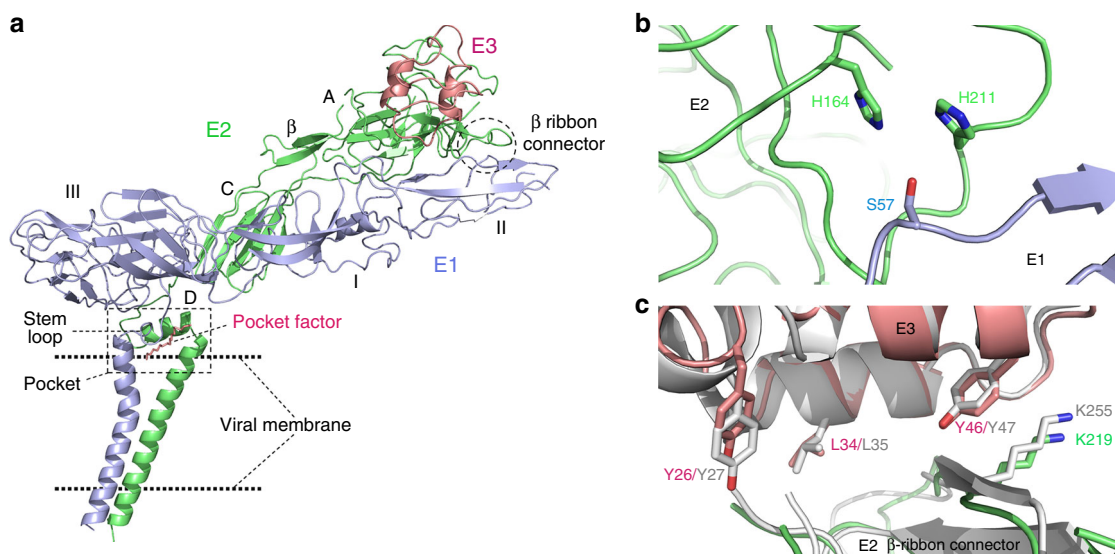 a
E3
A
E2
β
β ribbon
connector
C
III
II
I
E1
D
Stem
loop
Pocket factor
Pocket
Viral membrane
b
E2
H164
H211
S57
E1
c
E3
K255
Y46/Y47
K219
L34/L35
Y26/Y27
E2 β-ribbon connector